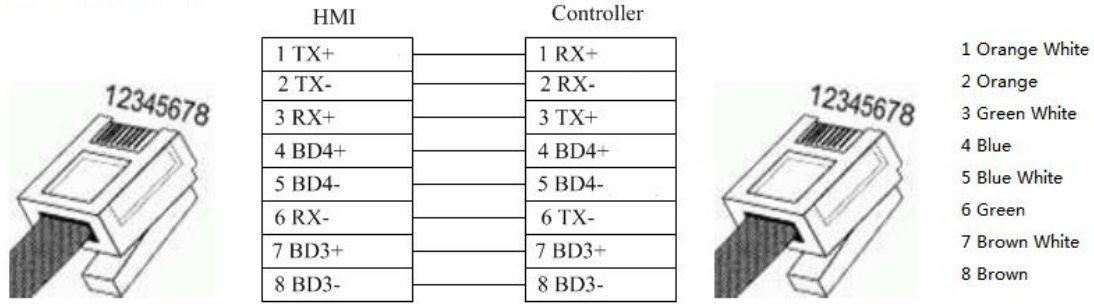 HMI
Controller
1 TX+
1 RX+
2 TX-
2 RX-
3 RX+
3 TX+
4 BD4+
4 BD4+
5 BD4-
5 BD4-
6 RX-
6 TX-
7 BD3+
7 BD3+
8 BD3-
8 BD3-
12345678
12345678
1 Orange White
2 Orange
3 Green White
4 Blue
5 Blue White
6 Green
7 Brown White
8 Brown